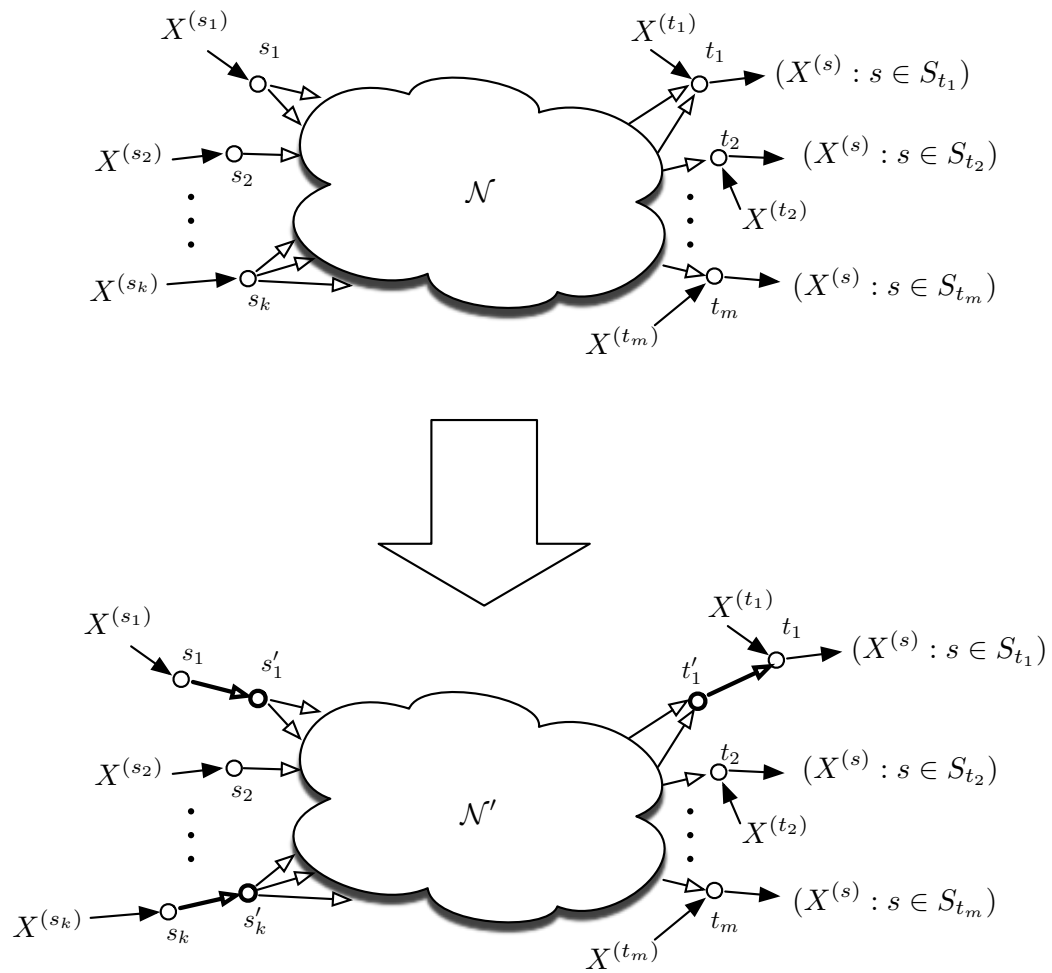 X^{(s_1)}
s_1
X^{(t_1)}
t_1
(X^{(s)} : s ∈ S_{t_1})
X^{(s_2)}
s_2
𝒩
t_2
(X^{(s)} : s ∈ S_{t_2})
X^{(t_2)}
X^{(s_k)}
s_k
t_m
(X^{(s)} : s ∈ S_{t_m})
X^{(t_m)}
X^{(s_1)}
s_1
s'_1
X^{(t_1)}
t_1
t'_1
(X^{(s)} : s ∈ S_{t_1})
X^{(s_2)}
s_2
𝒩'
t_2
(X^{(s)} : s ∈ S_{t_2})
X^{(t_2)}
X^{(s_k)}
s_k
s'_k
t_m
(X^{(s)} : s ∈ S_{t_m})
X^{(t_m)}